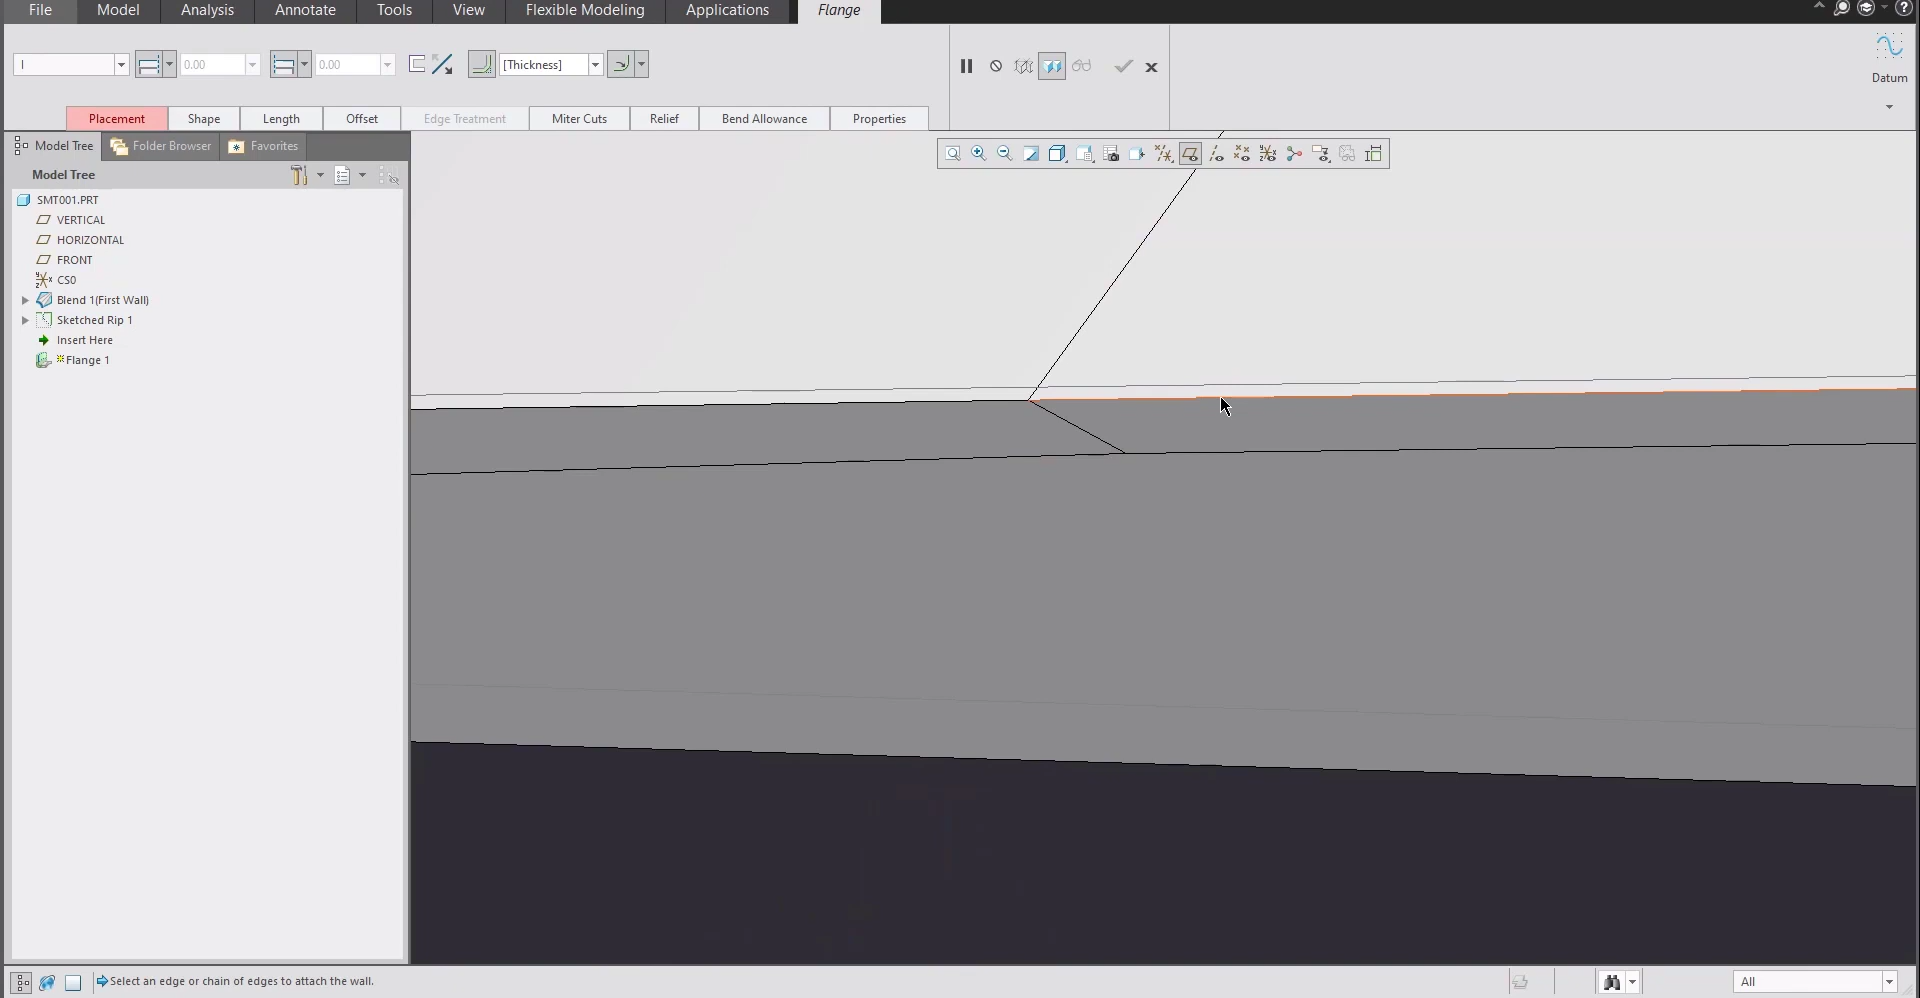 File Model Analysis Annotate Tools View Flexible Modeling Applications Flange
I 0.00 0.00 [Thickness]
Datum
Placement Shape Length Offset Edge Treatment Miter Cuts Relief Bend Allowance Properties
Model Tree Folder Browser Favorites
Model Tree
SMT001.PRT
VERTICAL
HORIZONTAL
FRONT
CS0
Blend 1(First Wall)
Sketched Rip 1
Insert Here
Flange 1
Select an edge or chain of edges to attach the wall. All